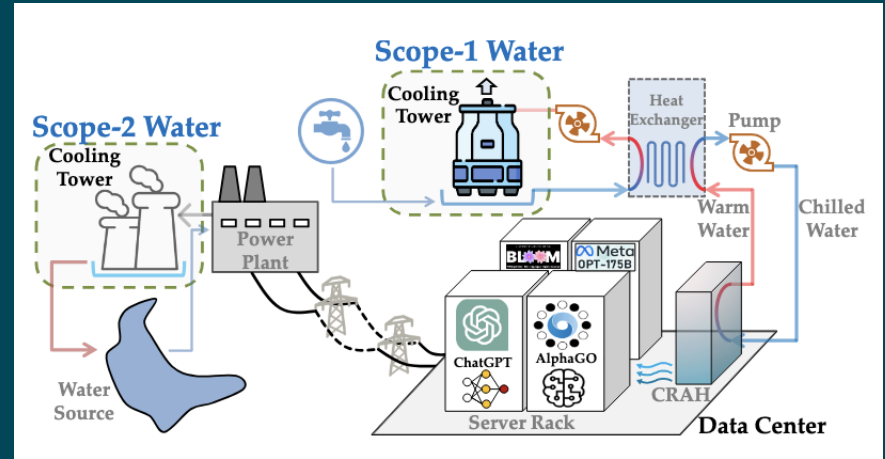 Scope-1 Water
Cooling
Tower
Heat
Exchanger
Pump
Scope-2 Water
Cooling
Tower
Power
Plant
Warm
Water
Chilled
Water
BLOOM
Meta
OPT-175B
ChatGPT
AlphaGO
Water
Source
CRAH
Server Rack
Data Center